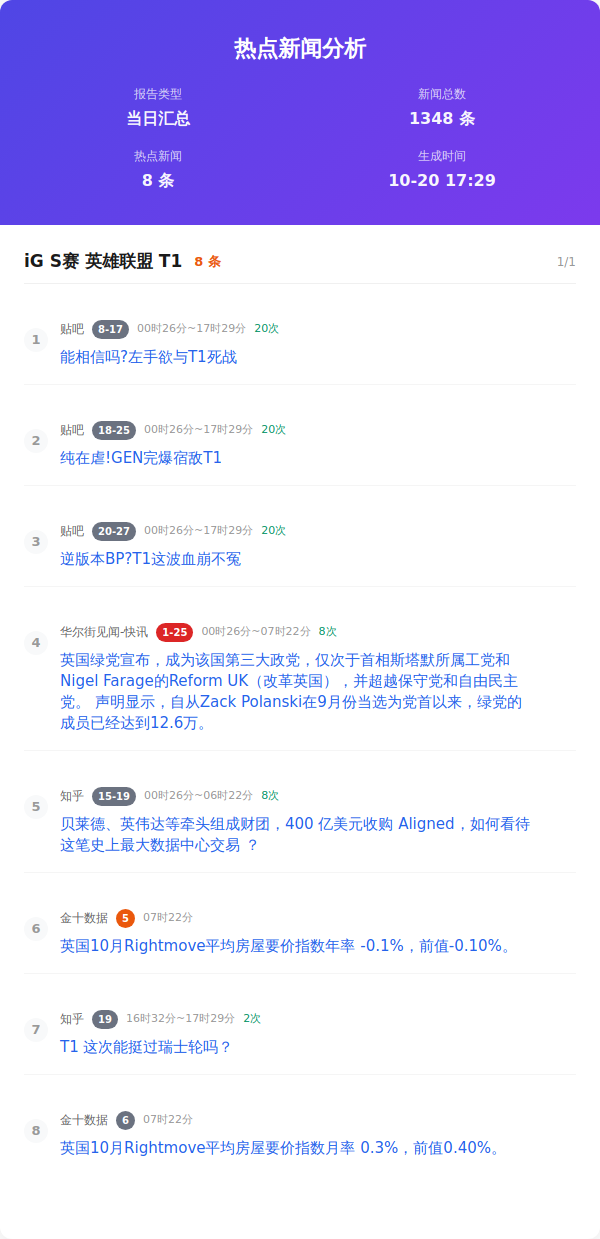 热点新闻分析
报告类型
当日汇总
新闻总数
1348 条
热点新闻
8 条
生成时间
10-20 17:29
iG S赛 英雄联盟 T1 8 条 1/1
1
贴吧 8-17 00时26分~17时29分 20次
能相信吗?左手欲与T1死战
2
贴吧 18-25 00时26分~17时29分 20次
纯在虐!GEN完爆宿敌T1
3
贴吧 20-27 00时26分~17时29分 20次
逆版本BP?T1这波血崩不冤
4
华尔街见闻-快讯 1-25 00时26分~07时22分 8次
英国绿党宣布，成为该国第三大政党，仅次于首相斯塔默所属工党和
Nigel Farage的Reform UK（改革英国），并超越保守党和自由民主
党。 声明显示，自从Zack Polanski在9月份当选为党首以来，绿党的
成员已经达到12.6万。
5
知乎 15-19 00时26分~06时22分 8次
贝莱德、英伟达等牵头组成财团，400 亿美元收购 Aligned，如何看待
这笔史上最大数据中心交易 ？
6
金十数据 5 07时22分
英国10月Rightmove平均房屋要价指数年率 -0.1%，前值-0.10%。
7
知乎 19 16时32分~17时29分 2次
T1 这次能挺过瑞士轮吗？
8
金十数据 6 07时22分
英国10月Rightmove平均房屋要价指数月率 0.3%，前值0.40%。